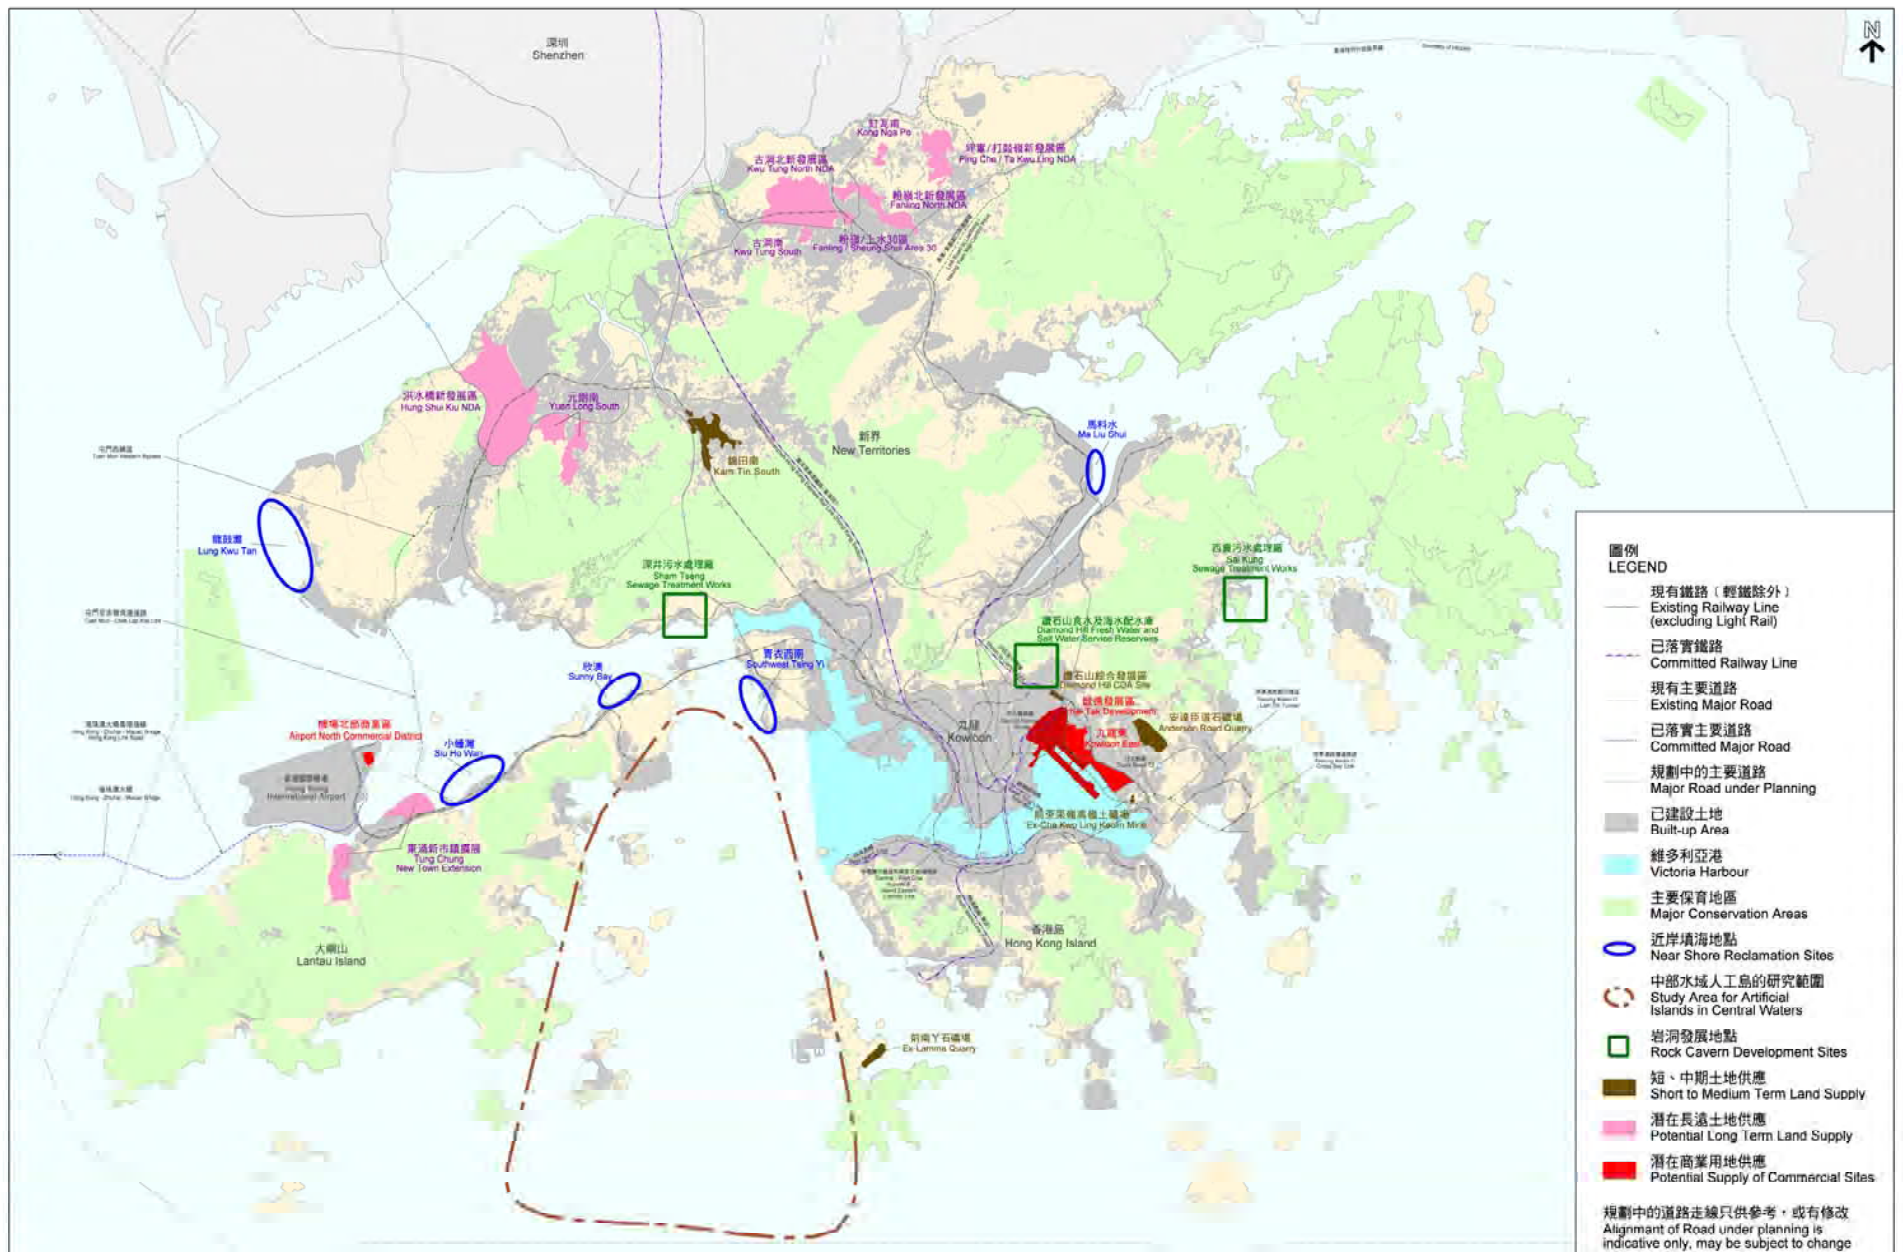 N
深圳
Shenzhen
Kong Nga Po
坪輋/打鼓嶺新發展區
Ping Che / Ta Kwu Ling NDA
古洞北新發展區
Kwu Tung North NDA
粉嶺北新發展區
Fanling North NDA
古洞南
Kwu Tung South
粉嶺/上水30區
Fanling / Sheung Shui Area 30
洪水橋新發展區
Hung Shui Kiu NDA
元朗南
Yuen Long South
錦田南
Kam Tin South
新界
New Territories
馬料水
Ma Liu Shui
龍鼓灘
Lung Kwu Tan
深井污水處理廠
Sham Tseng
Sewage Treatment Works
西貢污水處理廠
Sai Kung
Sewage Treatment Works
鑽石山食水及海水配水庫
Diamond Hill Fresh Water and
Salt Water Service Reservoirs
欣澳
Sunny Bay
青衣西南
Southwest Tsing Yi
鑽石山綜合發展區
Diamond Hill CDA Site
啟德發展區
Kai Tak Development
九龍東
Kowloon East
安達臣道石礦場
Anderson Road Quarry
九龍
Kowloon
機場北部商業區
Airport North Commercial District
小蠔灣
Siu Ho Wan
香港國際機場
Hong Kong
International Airport
東涌新市鎮擴展
Tung Chung
New Town Extension
前茶果嶺高嶺土礦場
Ex-Cha Kwo Ling Kaolin Mine
大嶼山
Lantau Island
香港島
Hong Kong Island
前南丫石礦場
Ex-Lamma Quarry
圖例
LEGEND
現有鐵路﹝輕鐵除外﹞
Existing Railway Line
(excluding Light Rail)
已落實鐵路
Committed Railway Line
現有主要道路
Existing Major Road
已落實主要道路
Committed Major Road
規劃中的主要道路
Major Road under Planning
已建設土地
Built-up Area
維多利亞港
Victoria Harbour
主要保育地區
Major Conservation Areas
近岸填海地點
Near Shore Reclamation Sites
中部水域人工島的研究範圍
Study Area for Artificial
Islands in Central Waters
岩洞發展地點
Rock Cavern Development Sites
短、中期土地供應
Short to Medium Term Land Supply
潛在長遠土地供應
Potential Long Term Land Supply
潛在商業用地供應
Potential Supply of Commercial Sites
規劃中的道路走線只供參考，或有修改
Alignment of Road under planning is
indicative only, may be subject to change